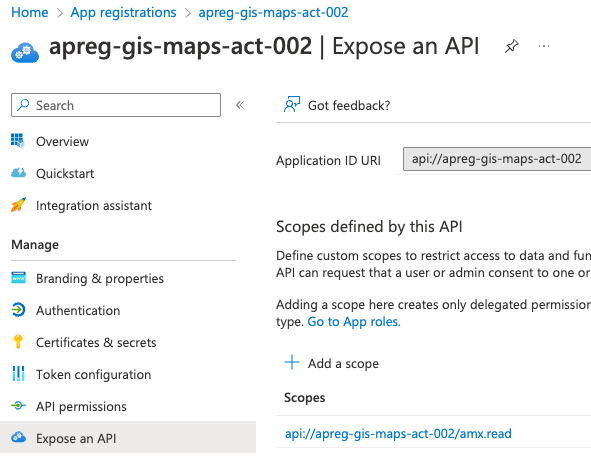 Home > App registrations > apreg-gis-maps-act-002
apreg-gis-maps-act-002 | Expose an API
Search
Got feedback?
Overview
Quickstart
Integration assistant
Application ID URI
api://apreg-gis-maps-act-002
Manage
Branding & properties
Authentication
Certificates & secrets
Token configuration
API permissions
Expose an API
Scopes defined by this API
Define custom scopes to restrict access to data and fun
API can request that a user or admin consent to one or
Adding a scope here creates only delegated permission
type. Go to App roles.
Add a scope
Scopes
api://apreg-gis-maps-act-002/amx.read